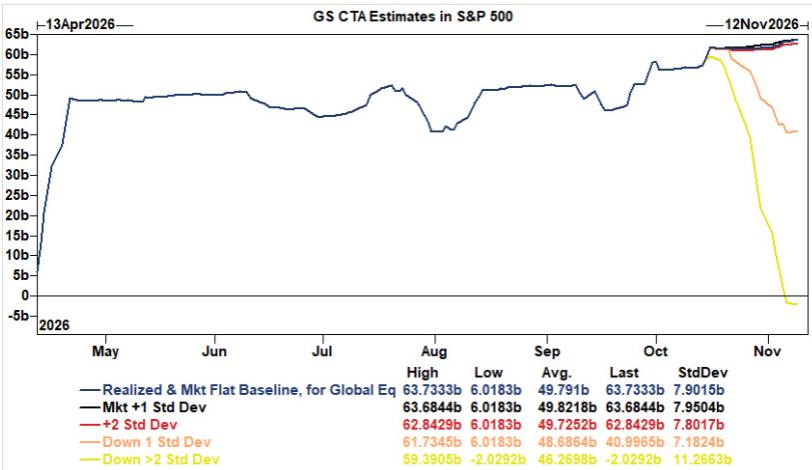 GS CTA Estimates in S&P 500
13Apr2026
12Nov2026
65b
60b
55b
50b
45b
40b
35b
30b
25b
20b
15b
10b
5b
0
-5b
2026
May Jun Jul Aug Sep Oct Nov
High Low Avg. Last StdDev
Realized & Mkt Flat Baseline, for Global Eq 63.7333b 6.0183b 49.791b 63.7333b 7.9015b
Mkt +1 Std Dev 63.6844b 6.0183b 49.8218b 63.6844b 7.9504b
+2 Std Dev 62.8429b 6.0183b 49.7252b 62.8429b 7.8017b
Down 1 Std Dev 61.7345b 6.0183b 48.6864b 40.9965b 7.1824b
Down >2 Std Dev 59.3905b -2.0292b 46.2698b -2.0292b 11.2663b